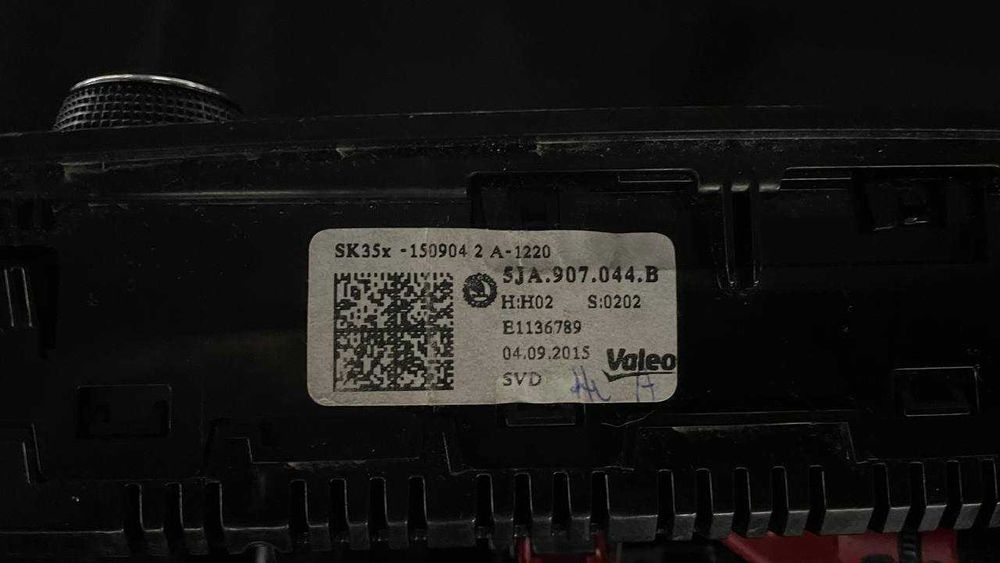 SK35x -150904 2 A-1220
5JA.907.044.B
H:H02 S:0202
E1136789
04.09.2015 Valeo
SVD